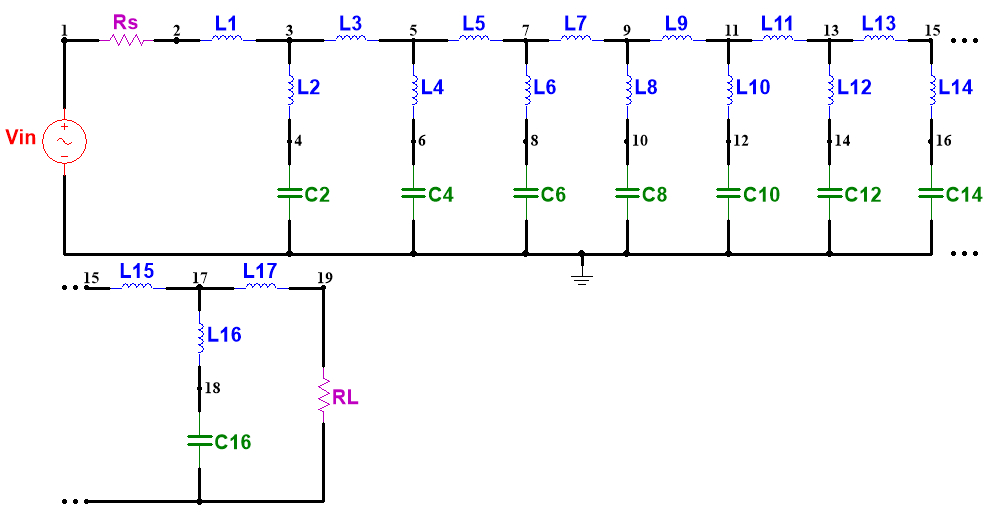 Rs L1 L3 L5 L7 L9 L11 L13
1 2 3 5 7 9 11 13 15
L2 L4 L6 L8 L10 L12 L14
Vin + − 4 6 8 10 12 14 16
C2 C4 C6 C8 C10 C12 C14
15 L15 17 L17 19
L16
18
RL
C16